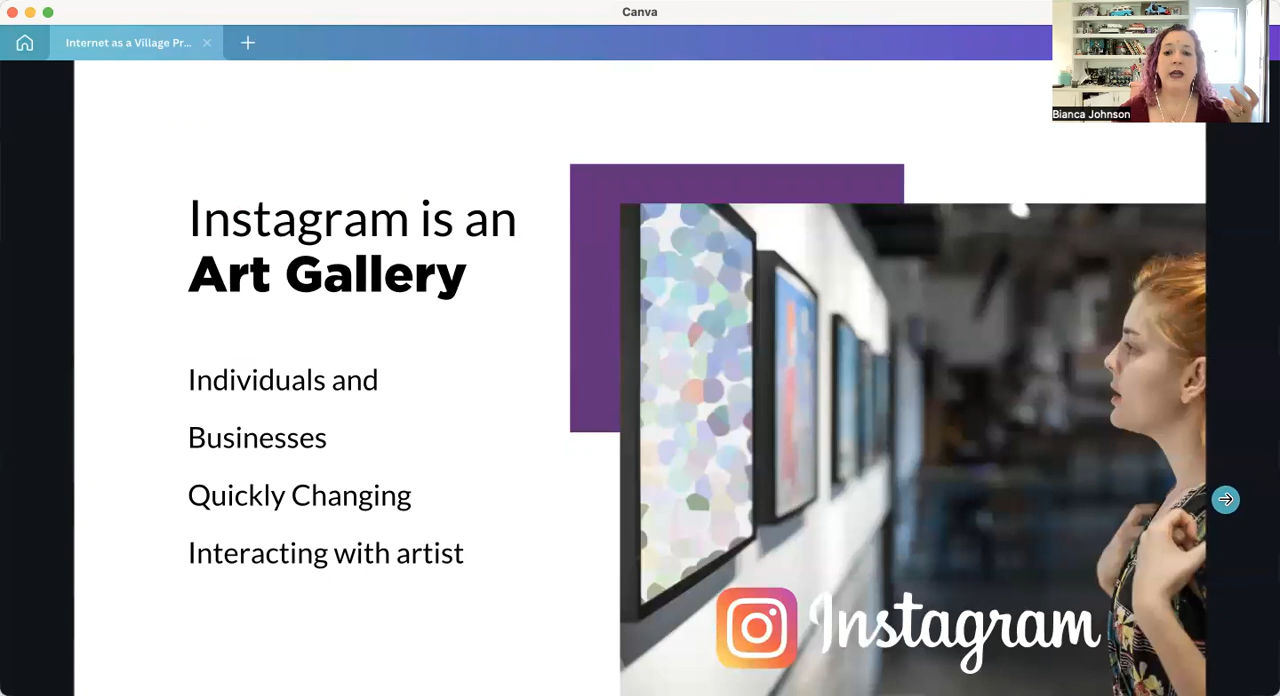 Canva
Internet as a Village Pr...
Bianca Johnson
Instagram is an
Art Gallery
Individuals and
Businesses
Quickly Changing
Interacting with artist
Instagram